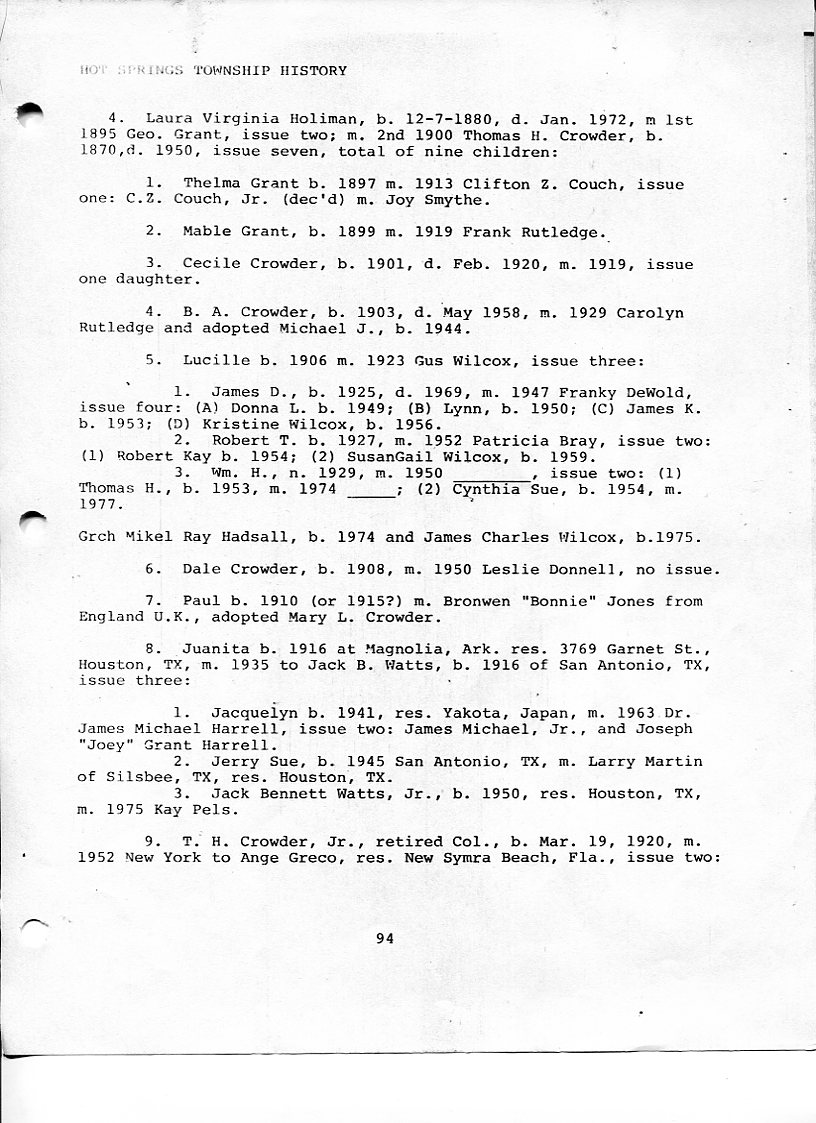 HOT SPRINGS TOWNSHIP HISTORY
4. Laura Virginia Holiman, b. 12-7-1880, d. Jan. 1972, m 1st
1895 Geo. Grant, issue two; m. 2nd 1900 Thomas H. Crowder, b.
1870,d. 1950, issue seven, total of nine children:
1. Thelma Grant b. 1897 m. 1913 Clifton Z. Couch, issue
one: C.Z. Couch, Jr. (dec'd) m. Joy Smythe.
2. Mable Grant, b. 1899 m. 1919 Frank Rutledge.
3. Cecile Crowder, b. 1901, d. Feb. 1920, m. 1919, issue
one daughter.
4. B. A. Crowder, b. 1903, d. May 1958, m. 1929 Carolyn
Rutledge and adopted Michael J., b. 1944.
5. Lucille b. 1906 m. 1923 Gus Wilcox, issue three:
1. James D., b. 1925, d. 1969, m. 1947 Franky DeWold,
issue four: (A) Donna L. b. 1949; (B) Lynn, b. 1950; (C) James K.
b. 1953; (D) Kristine Wilcox, b. 1956.
2. Robert T. b. 1927, m. 1952 Patricia Bray, issue two:
(1) Robert Kay b. 1954; (2) SusanGail Wilcox, b. 1959.
3. Wm. H., n. 1929, m. 1950 ________, issue two: (1)
Thomas H., b. 1953, m. 1974 _____; (2) Cynthia Sue, b. 1954, m.
1977.
Grch Mikel Ray Hadsall, b. 1974 and James Charles Wilcox, b.1975.
6. Dale Crowder, b. 1908, m. 1950 Leslie Donnell, no issue.
7. Paul b. 1910 (or 1915?) m. Bronwen "Bonnie" Jones from
England U.K., adopted Mary L. Crowder.
8. Juanita b. 1916 at Magnolia, Ark. res. 3769 Garnet St.,
Houston, TX, m. 1935 to Jack B. Watts, b. 1916 of San Antonio, TX,
issue three:
1. Jacquelyn b. 1941, res. Yakota, Japan, m. 1963 Dr.
James Michael Harrell, issue two: James Michael, Jr., and Joseph
"Joey" Grant Harrell.
2. Jerry Sue, b. 1945 San Antonio, TX, m. Larry Martin
of Silsbee, TX, res. Houston, TX.
3. Jack Bennett Watts, Jr., b. 1950, res. Houston, TX,
m. 1975 Kay Pels.
9. T. H. Crowder, Jr., retired Col., b. Mar. 19, 1920, m.
1952 New York to Ange Greco, res. New Symra Beach, Fla., issue two:
94